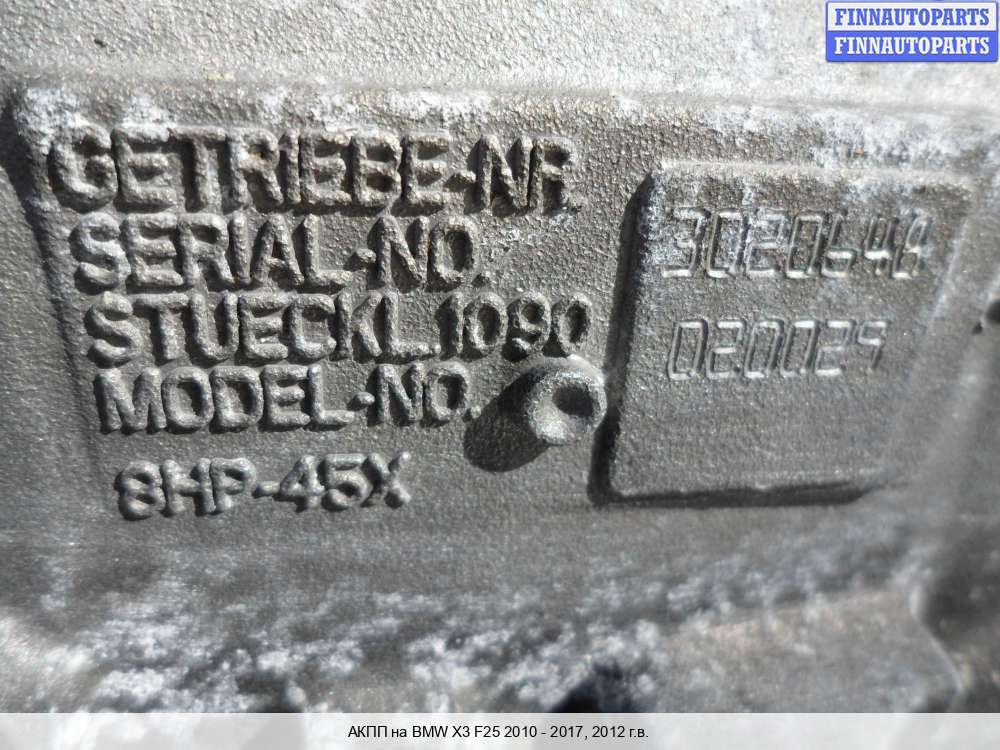 FINNAUTOPARTS
FINNAUTOPARTS
GETRIEBE-NR.
SERIAL-NO.
STUECKL.1090
MODEL-NO.
8HP-45X
020029
АКПП на BMW X3 F25 2010 - 2017, 2012 г.в.